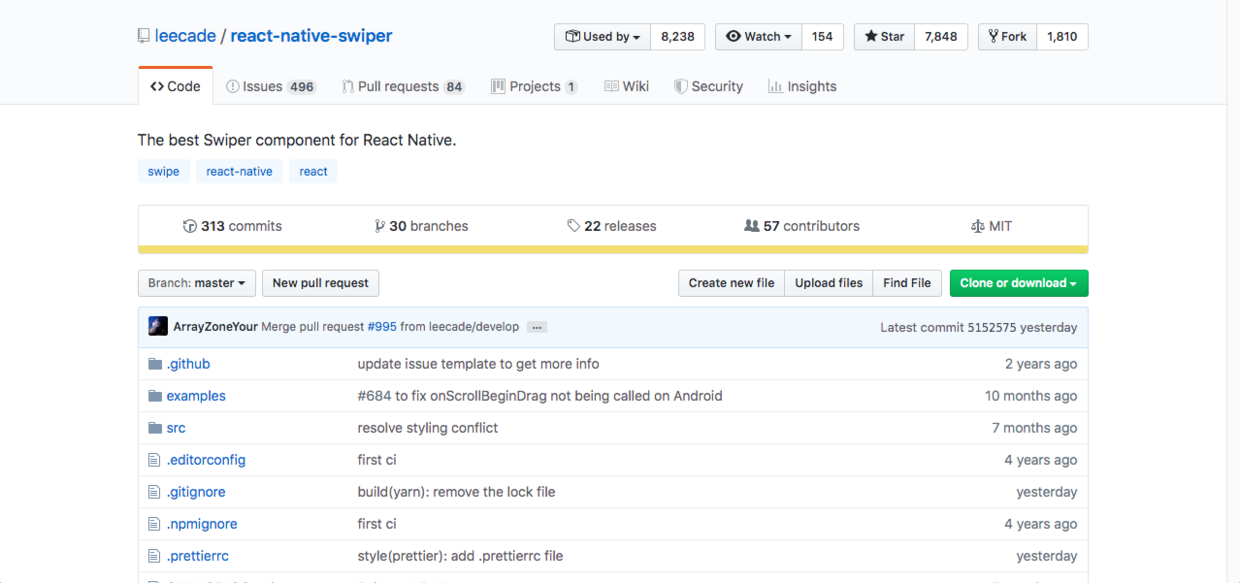 leecade / react-native-swiper
Used by 8,238 Watch 154 Star 7,848 Fork 1,810
Code Issues 496 Pull requests 84 Projects 1 Wiki Security Insights
The best Swiper component for React Native.
swipe react-native react
313 commits 30 branches 22 releases 57 contributors MIT
Branch: master New pull request Create new file Upload files Find File Clone or download
ArrayZoneYour Merge pull request #995 from leecade/develop ... Latest commit 5152575 yesterday
.github update issue template to get more info 2 years ago
examples #684 to fix onScrollBeginDrag not being called on Android 10 months ago
src resolve styling conflict 7 months ago
.editorconfig first ci 4 years ago
.gitignore build(yarn): remove the lock file yesterday
.npmignore first ci 4 years ago
.prettierrc style(prettier): add .prettierrc file yesterday